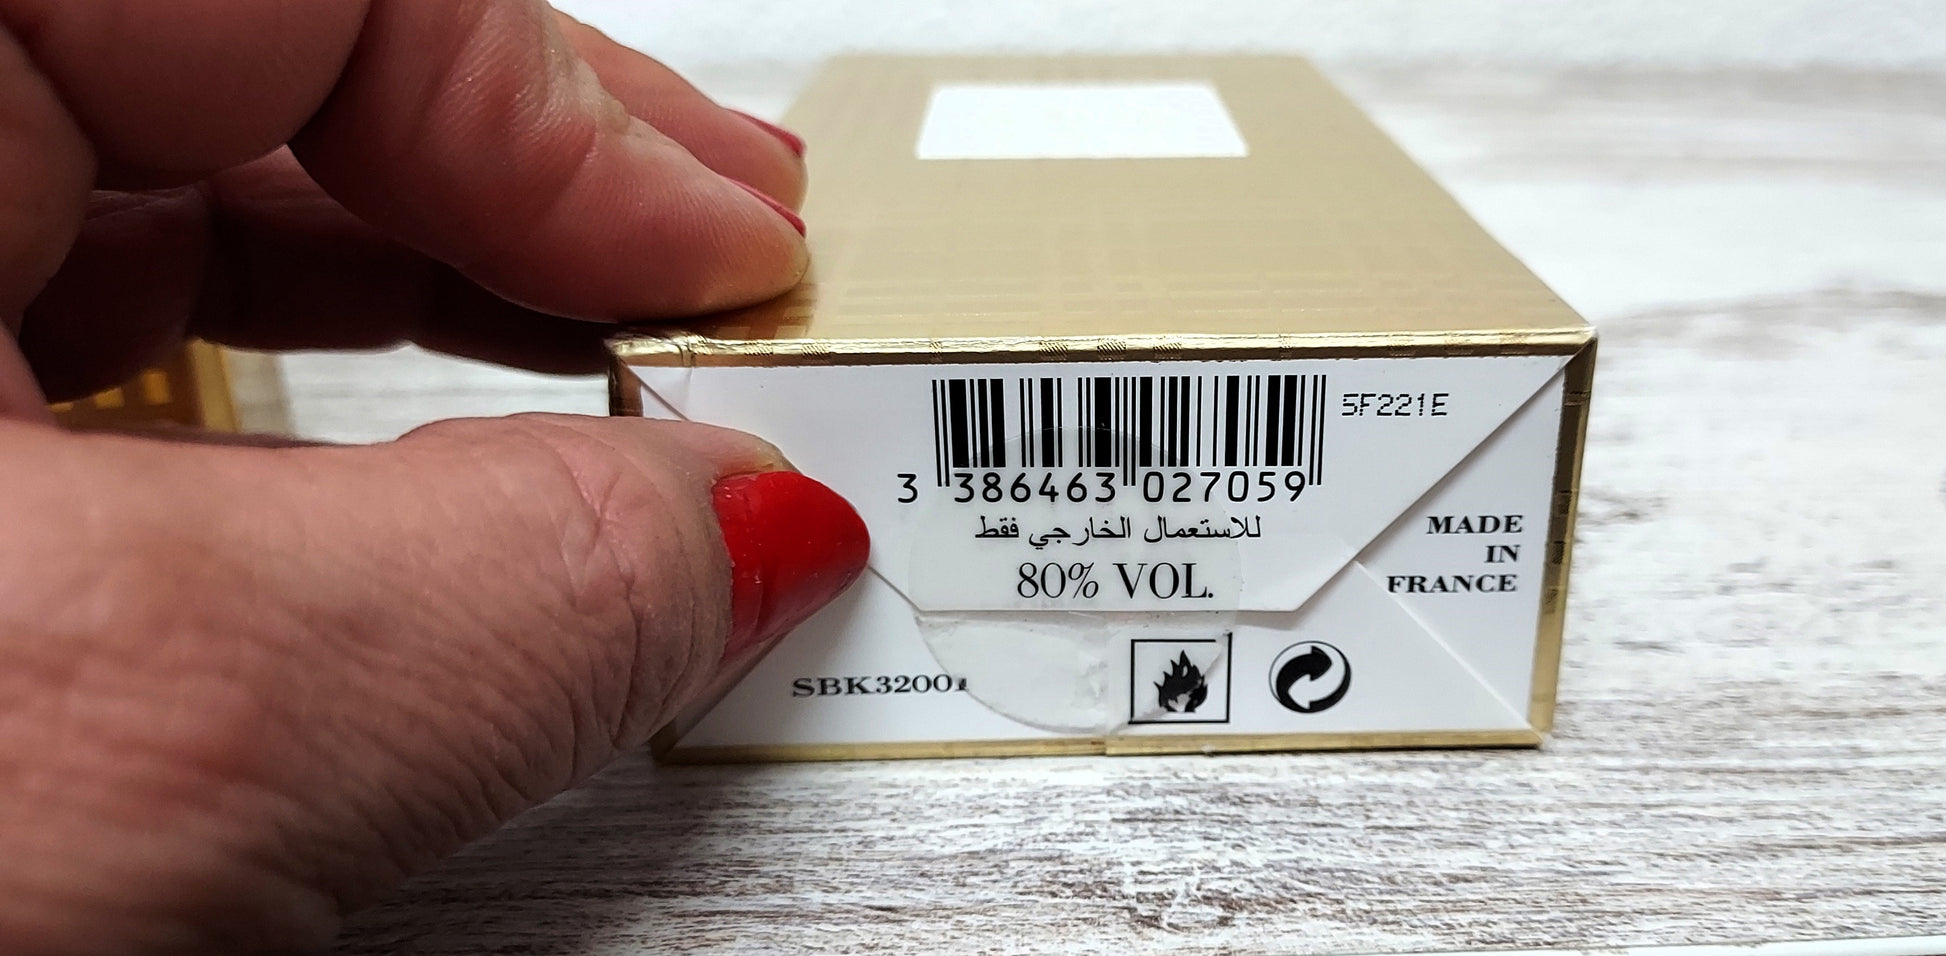 5F221E
3 386463 027059
للاستعمال الخارجي فقط
80% VOL.
MADE
IN
FRANCE
SBK32001